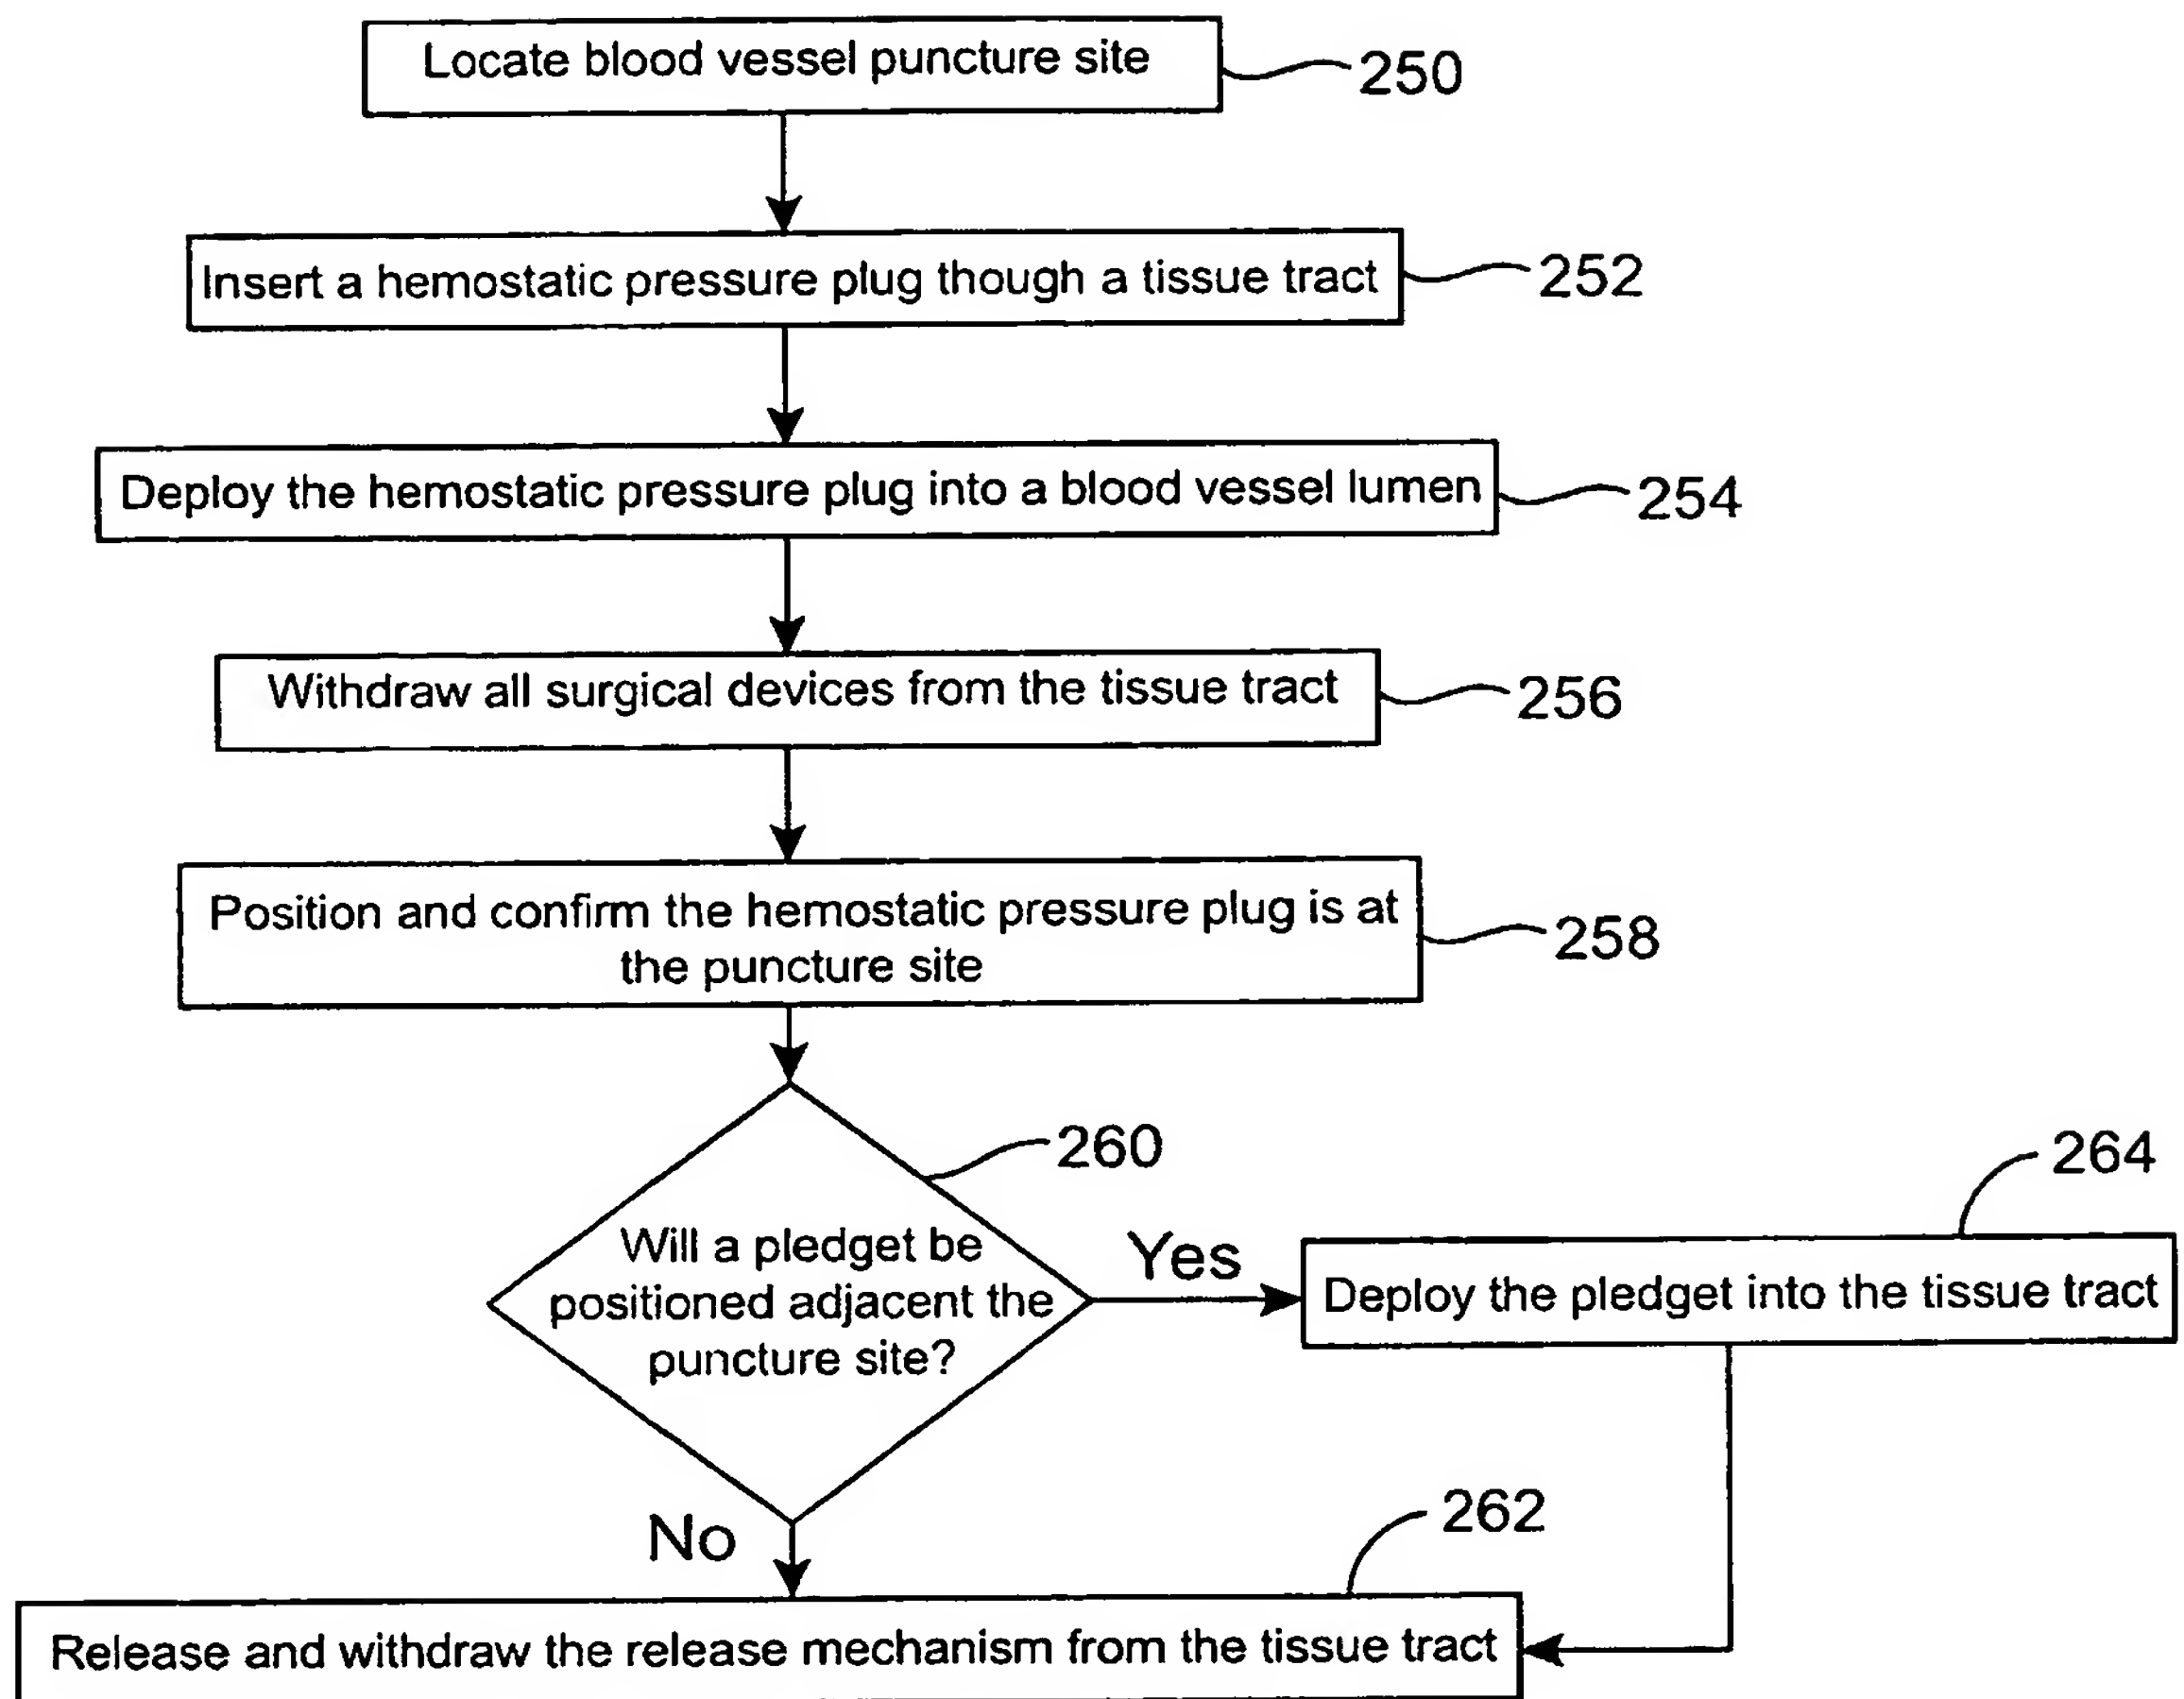 Locate blood vessel puncture site
250
Insert a hemostatic pressure plug though a tissue tract
252
Deploy the hemostatic pressure plug into a blood vessel lumen
254
Withdraw all surgical devices from the tissue tract
256
Position and confirm the hemostatic pressure plug is at
the puncture site
258
260
Will a pledget be
positioned adjacent the
puncture site?
Yes
264
Deploy the pledget into the tissue tract
No
262
Release and withdraw the release mechanism from the tissue tract